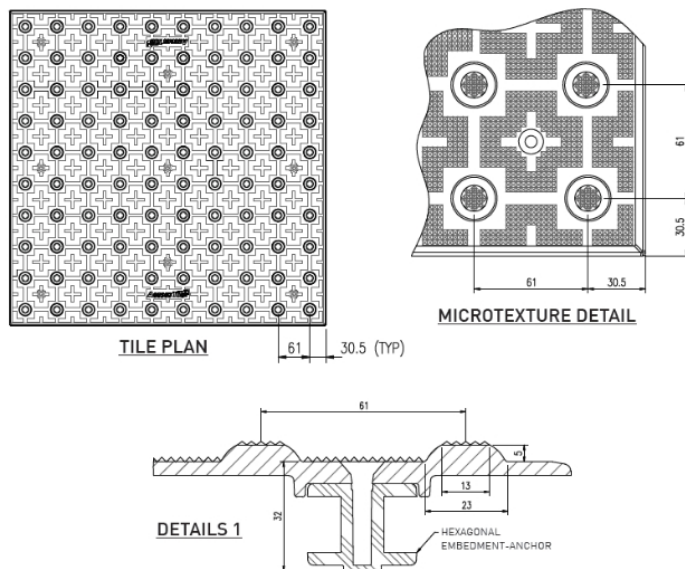 TILE PLAN
61
30.5 (TYP)
61
30.5
61
30.5
MICROTEXTURE DETAIL
61
5
13
23
32
DETAILS 1
HEXAGONAL
EMBEDMENT-ANCHOR